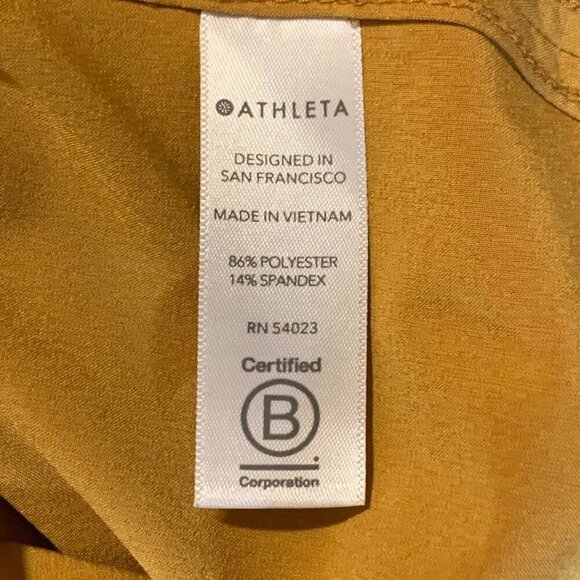 ATHLETA
DESIGNED IN
SAN FRANCISCO
MADE IN VIETNAM
86% POLYESTER
14% SPANDEX
RN 54023
Certified
B
Corporation